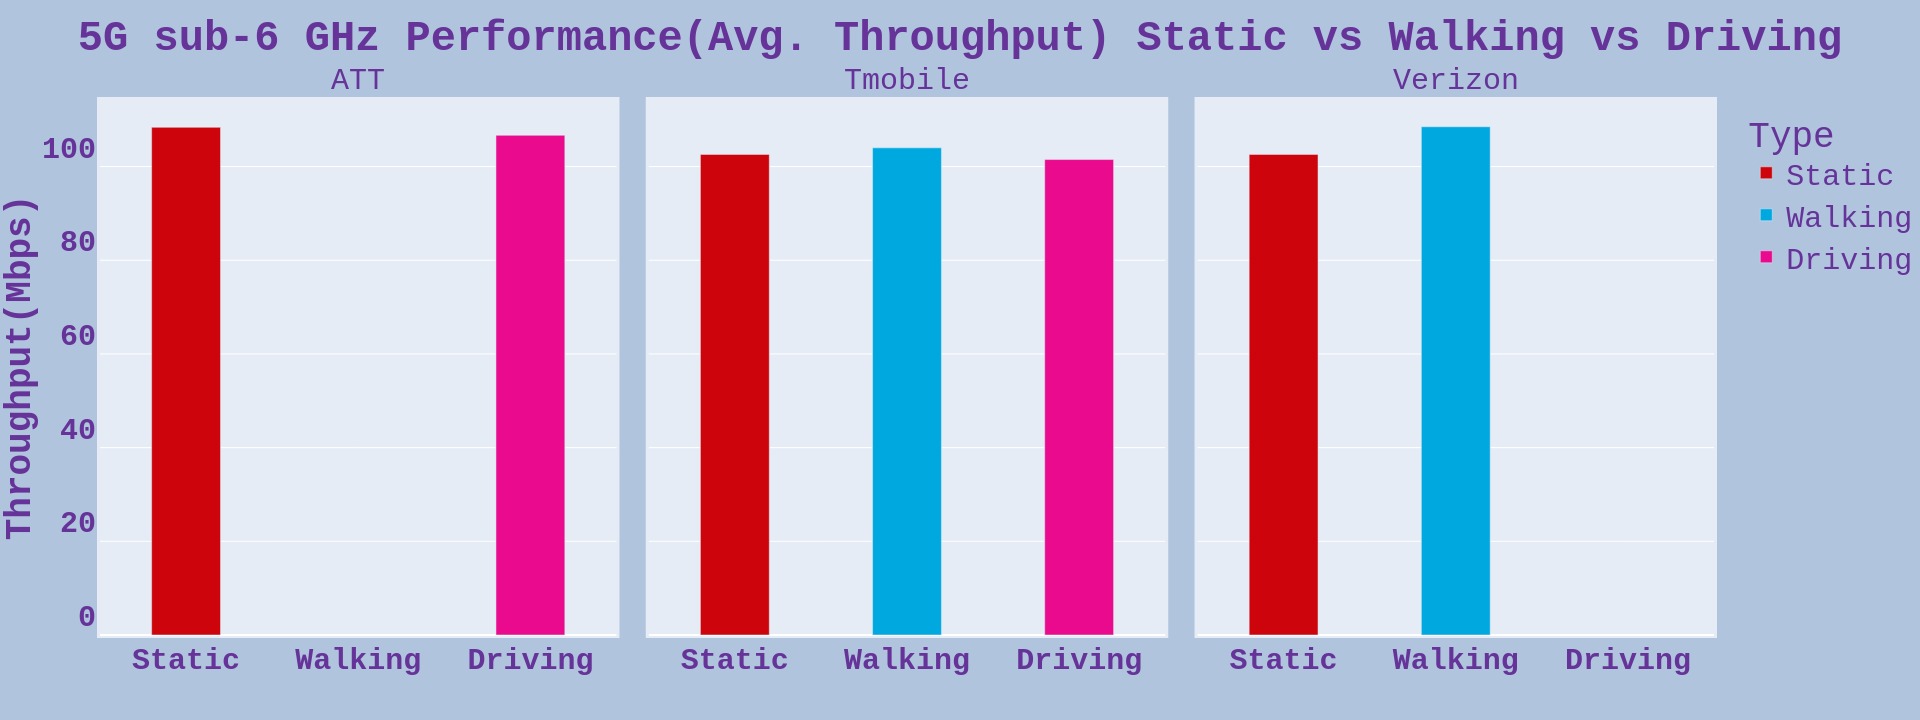 5G sub-6 GHz Performance(Avg. Throughput) Static vs Walking vs Driving
ATT
Tmobile
Verizon
Throughput(Mbps)
100
80
60
40
20
0
Static Walking Driving
Static Walking Driving
Static Walking Driving
Type
Static
Walking
Driving